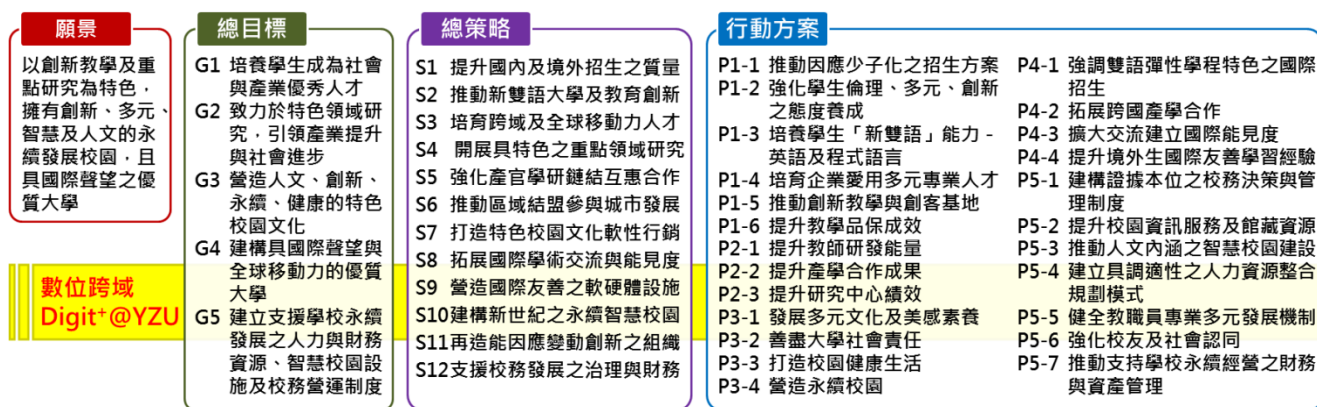 願景
以創新教學及重
點研究為特色，
擁有創新、多元、
智慧及人文的永
續發展校園，且
具國際聲望之優
質大學
數位跨域
Digit⁺@YZU
總目標
G1 培養學生成為社會
與產業優秀人才
G2 致力於特色領域研
究，引領產業提升
與社會進步
G3 營造人文、創新、
永續、健康的特色
校園文化
G4 建構具國際聲望與
全球移動力的優質
大學
G5 建立支援學校永續
發展之人力與財務
資源、智慧校園設
施及校務營運制度
總策略
S1 提升國內及境外招生之質量
S2 推動新雙語大學及教育創新
S3 培育跨域及全球移動力人才
S4 開展具特色之重點領域研究
S5 強化產官學研鏈結互惠合作
S6 推動區域結盟參與城市發展
S7 打造特色校園文化軟性行銷
S8 拓展國際學術交流與能見度
S9 營造國際友善之軟硬體設施
S10建構新世紀之永續智慧校園
S11再造能因應變動創新之組織
S12支援校務發展之治理與財務
行動方案
P1-1 推動因應少子化之招生方案
P1-2 強化學生倫理、多元、創新
之態度養成
P1-3 培養學生「新雙語」能力 -
英語及程式語言
P1-4 培育企業愛用多元專業人才
P1-5 推動創新教學與創客基地
P1-6 提升教學品保成效
P2-1 提升教師研發能量
P2-2 提升產學合作成果
P2-3 提升研究中心績效
P3-1 發展多元文化及美感素養
P3-2 善盡大學社會責任
P3-3 打造校園健康生活
P3-4 營造永續校園
P4-1 強調雙語彈性學程特色之國際
招生
P4-2 拓展跨國產學合作
P4-3 擴大交流建立國際能見度
P4-4 提升境外生國際友善學習經驗
P5-1 建構證據本位之校務決策與管
理制度
P5-2 提升校園資訊服務及館藏資源
P5-3 推動人文內涵之智慧校園建設
P5-4 建立具調適性之人力資源整合
規劃模式
P5-5 健全教職員專業多元發展機制
P5-6 強化校友及社會認同
P5-7 推動支持學校永續經營之財務
與資產管理